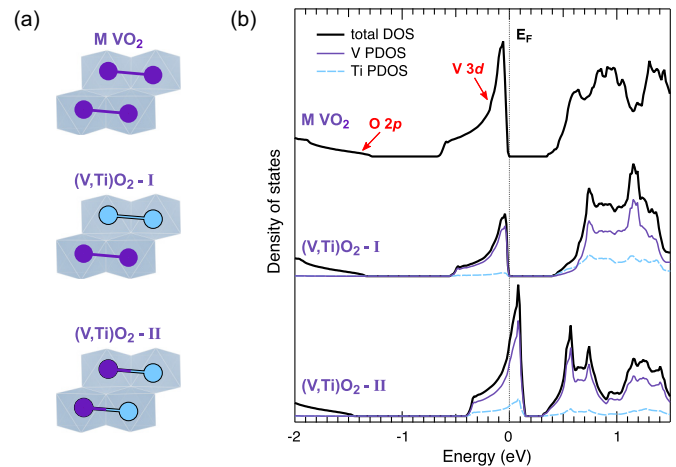 (a)
M VO₂
(V,Ti)O₂ - I
(V,Ti)O₂ - II
(b)
total DOS
V PDOS
Ti PDOS
E_F
V 3d
M VO₂
O 2p
(V,Ti)O₂ - I
(V,Ti)O₂ - II
Density of states
-2 -1 0 1
Energy (eV)